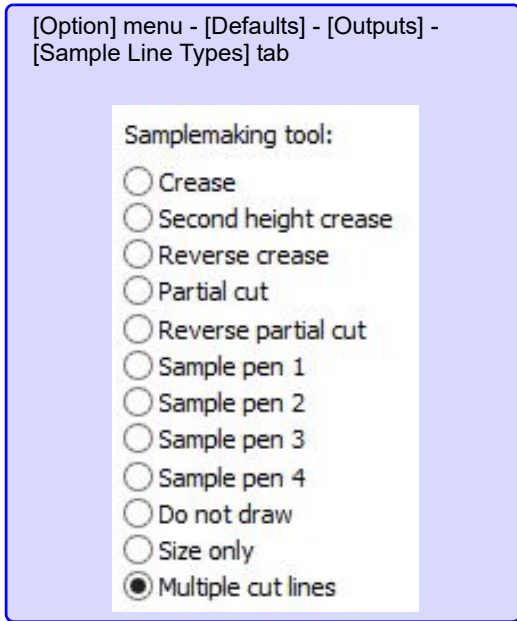 [Option] menu - [Defaults] - [Outputs] -
[Sample Line Types] tab
Samplemaking tool:
Crease
Second height crease
Reverse crease
Partial cut
Reverse partial cut
Sample pen 1
Sample pen 2
Sample pen 3
Sample pen 4
Do not draw
Size only
Multiple cut lines